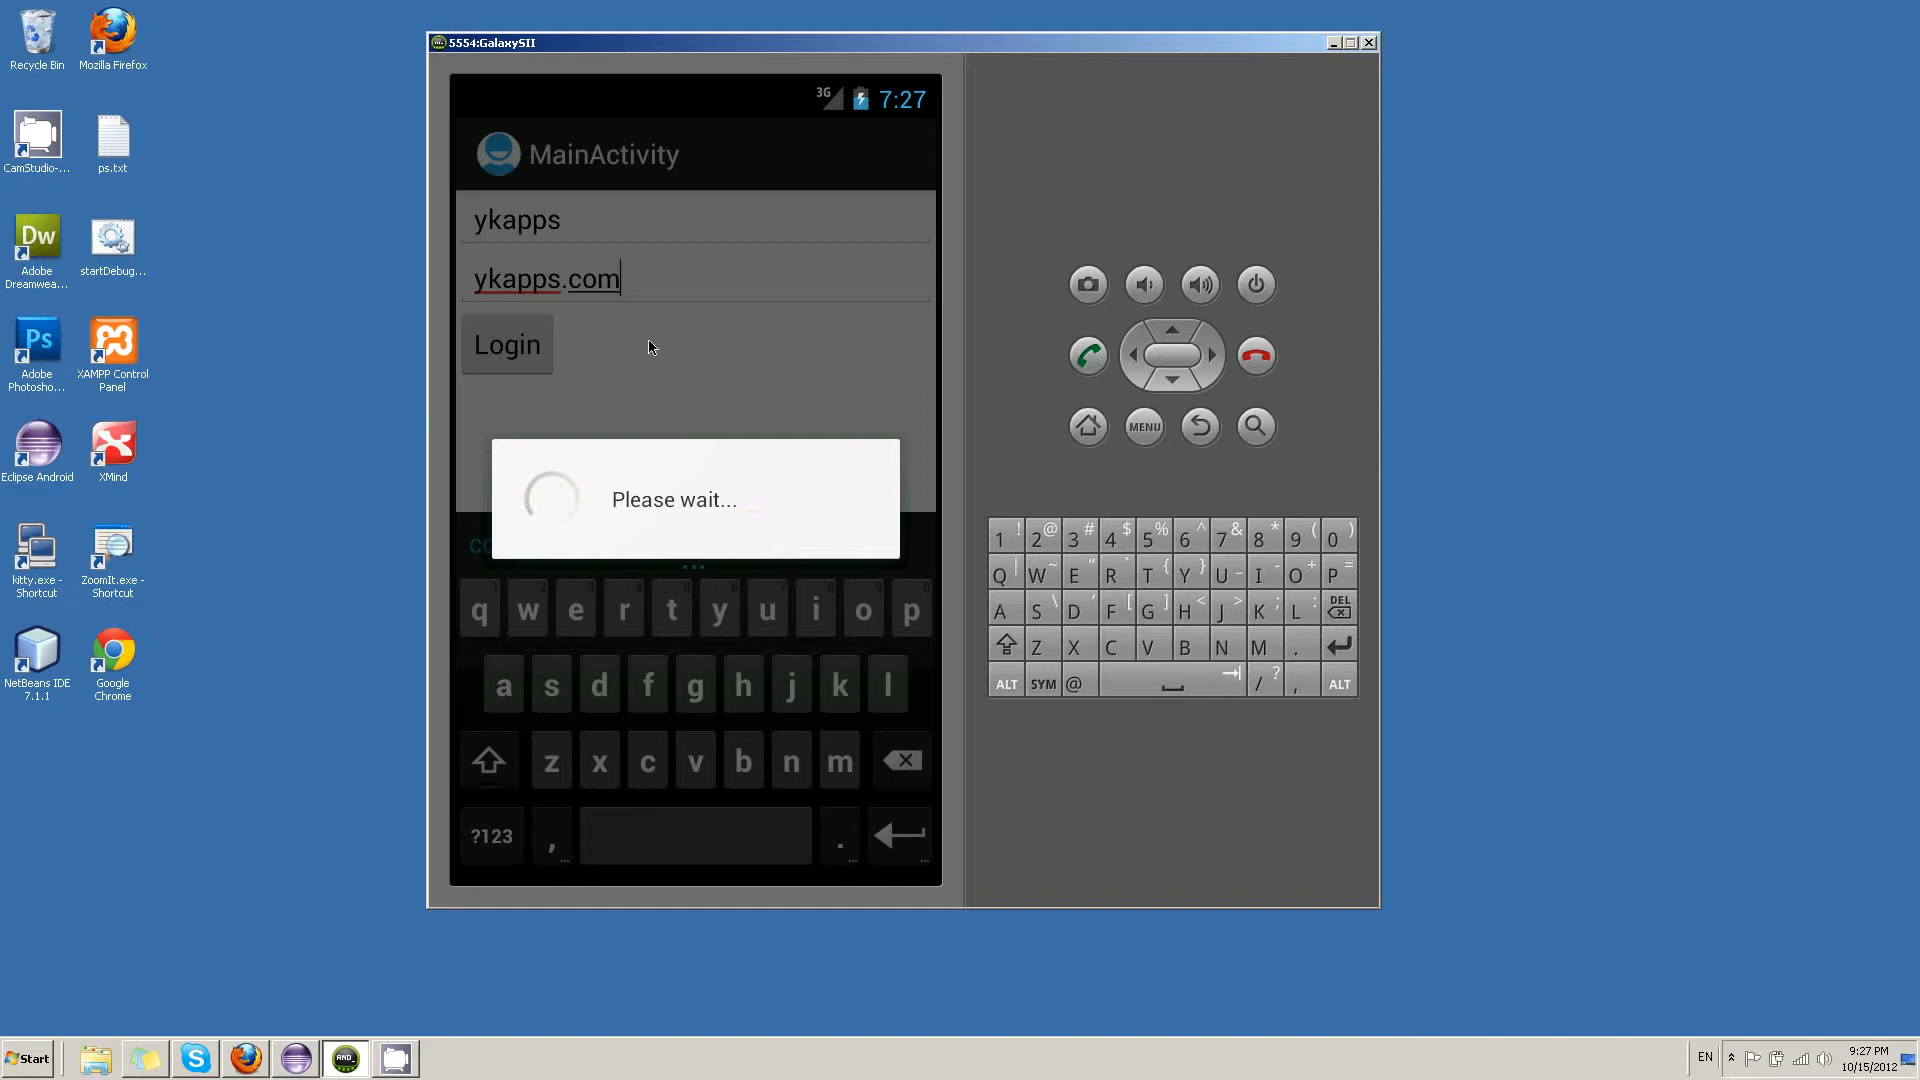 Recycle Bin
Mozilla Firefox
CamStudio-...
ps.txt
Dw
Adobe
Dreamwea...
startDebug...
Ps
Adobe
Photosho...
XAMPP Control
Panel
Eclipse Android
XMind
kitty.exe -
Shortcut
ZoomIt.exe -
Shortcut
NetBeans IDE
7.1.1
Google
Chrome
5554:GalaxySII
3G
7:27
MainActivity
ykapps
ykapps.com
Login
Please wait...
q w e r t y u i o p
a s d f g h j k l
z x c v b n m
?123 , .
MENU
1 ! 2 @ 3 # 4 $ 5 % 6 ^ 7 & 8 * 9 ( 0 )
Q | W ~ E " R ` T { Y } U _ I - O + P =
A S \ D ' F [ G ] H < J > K ; L : DEL
Z X C V B N M .
ALT SYM @ / ? , ALT
Start
AND_
EN
9:27 PM
10/15/2012